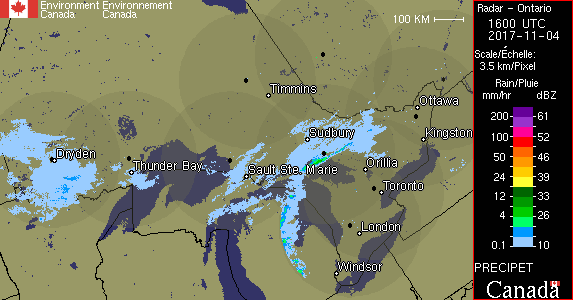 Environment Environnement
Canada Canada
100 KM
Timmins
Ottawa
Sudbury
Kingston
Dryden
Thunder Bay
Sault Ste. Marie
Orillia
Toronto
London
Windsor
Radar - Ontario
1600 UTC
2017-11-04
Scale/Échelle:
3.5 km/Pixel
Rain/Pluie
mm/hr dBZ
200 61
100 52
50 46
24 39
12 33
4 26
0.1 10
PRECIPET
Canada